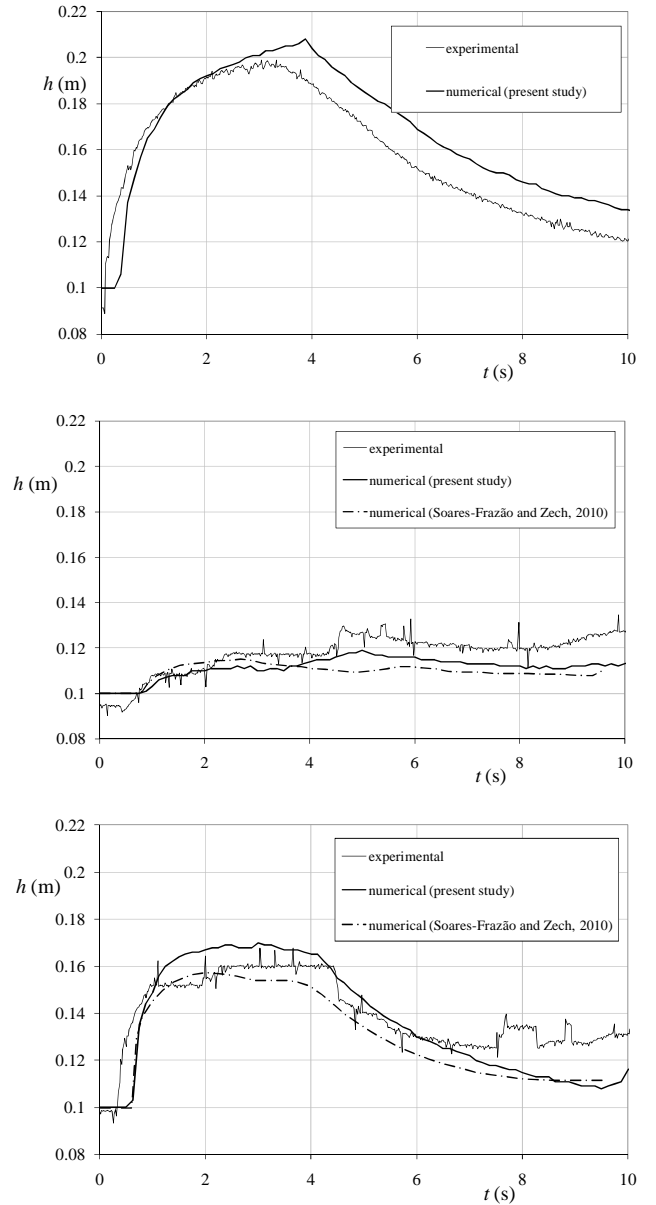 0.22
0.2
0.18
0.16
0.14
0.12
0.1
0.08
h (m)
0 2 4 6 8 10
t (s)
experimental
numerical (present study)
0.22
0.2
0.18
0.16
0.14
0.12
0.1
0.08
h (m)
0 2 4 6 8 10
t (s)
experimental
numerical (present study)
numerical (Soares-Frazão and Zech, 2010)
0.22
0.2
0.18
0.16
0.14
0.12
0.1
0.08
h (m)
0 2 4 6 8 10
t (s)
experimental
numerical (present study)
numerical (Soares-Frazão and Zech, 2010)